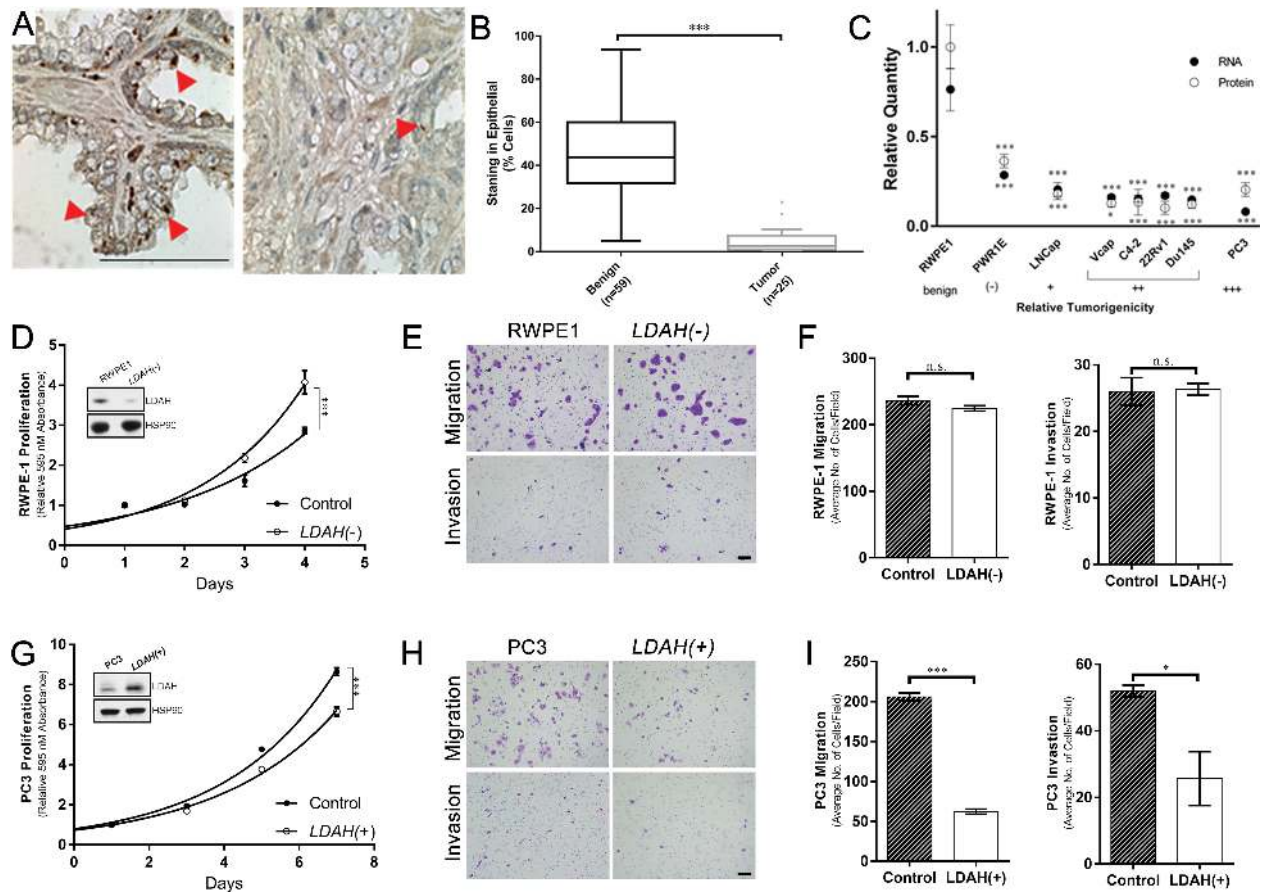 A
B
***
Staning in Epithelial
(% Cells)
100
80
60
40
20
0
Benign
(n=59)
Tumor
(n=25)
C
Relative Quantity
1.0
0.5
0.0
RNA
Protein
***
***
***
***
***
*
***
***
***
***
***
***
***
***
RWPE1
PWR1E
LNCap
Vcap
C4-2
22Rv1
Du145
PC3
benign
(-)
+
++
+++
Relative Tumorigenicity
D
RWPE-1 Proliferation
(Relative 595 nM Absorbance)
5
4
3
2
1
0
RWPE1
LDAH(-)
LDAH
HSP90
***
Control
LDAH(-)
0 1 2 3 4 5
Days
E
RWPE1
LDAH(-)
Migration
Invasion
F
RWPE-1 Migration
(Average No. of Cells/Field)
300
200
100
0
n.s.
Control
LDAH(-)
RWPE-1 Invastion
(Average No. of Cells/Field)
30
20
10
0
n.s.
Control
LDAH(-)
G
PC3 Proliferation
(Relative 595 nM Absorbance)
10
8
6
4
2
0
PC3
LDAH(+)
LDAH
HSP90
***
Control
LDAH(+)
0 2 4 6 8
Days
H
PC3
LDAH(+)
Migration
Invasion
I
PC3 Migration
(Average No. of Cells/Field)
250
200
150
100
50
0
***
Control
LDAH(+)
PC3 Invastion
(Average No. of Cells/Field)
60
40
20
0
*
Control
LDAH(+)